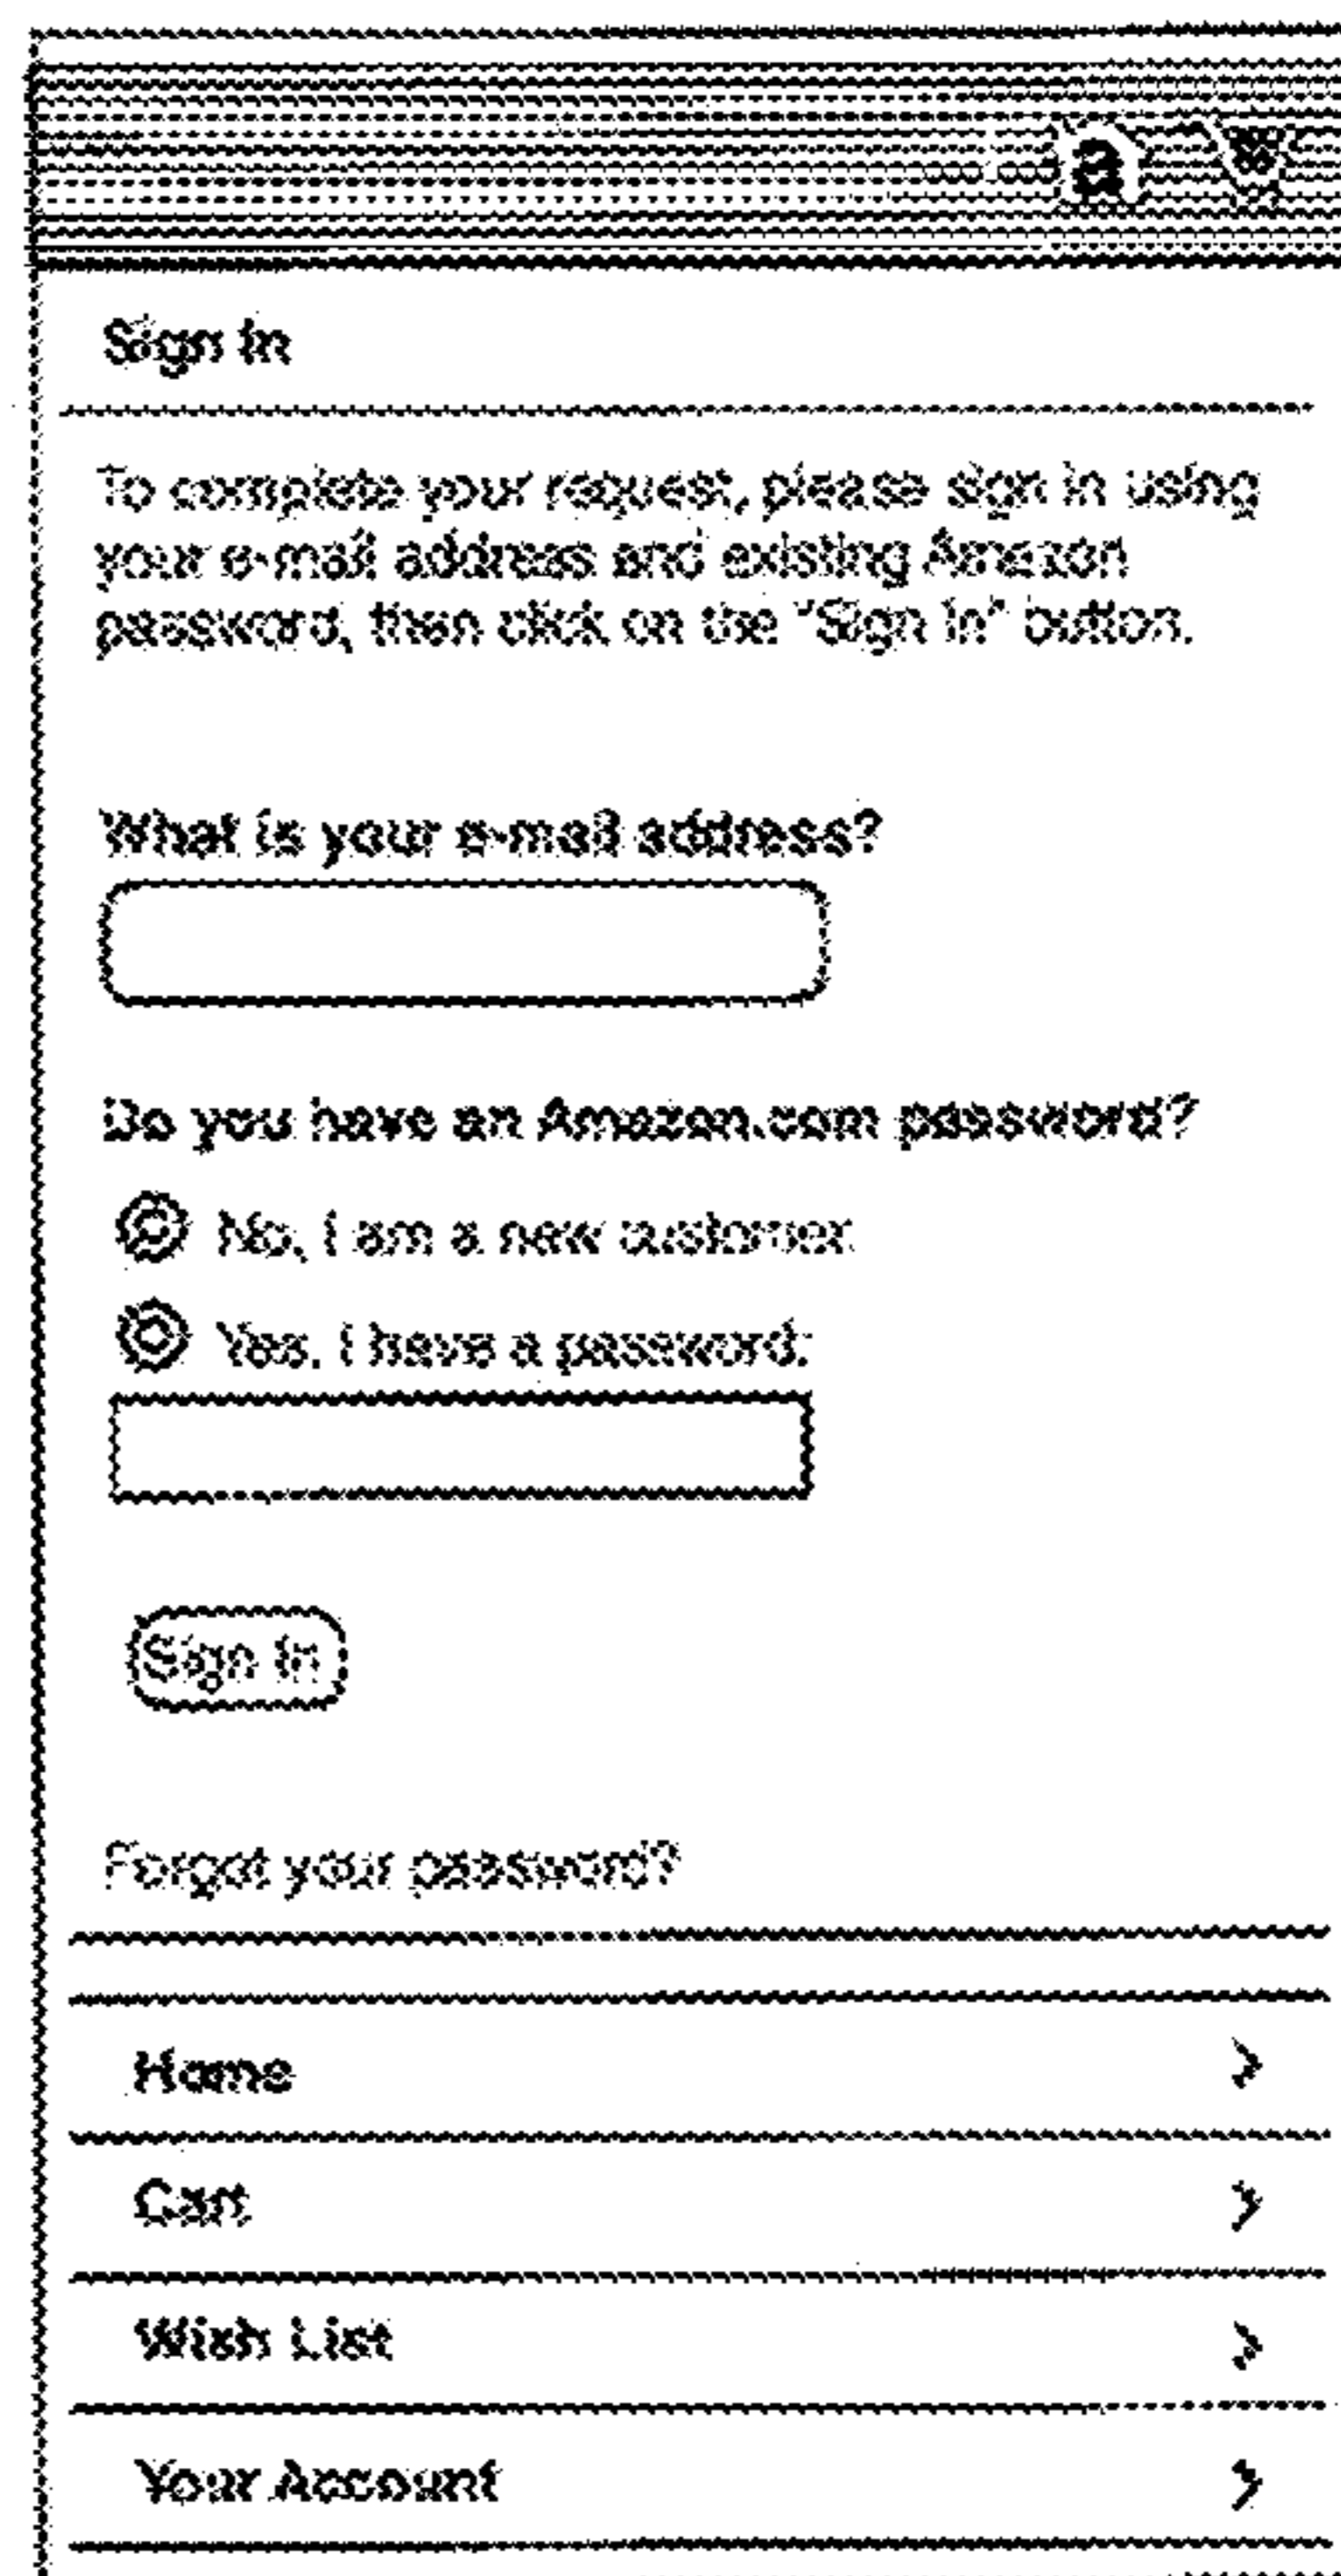 a
Sign In
To complete your request, please sign in using
your e-mail address and existing Amazon
password, then click on the "Sign In" button.
What is your e-mail address?
Do you have an Amazon.com password?
No, I am a new customer
Yes, I have a password:
Sign In
Forgot your password?
Home
Cart
Wish List
Your Account